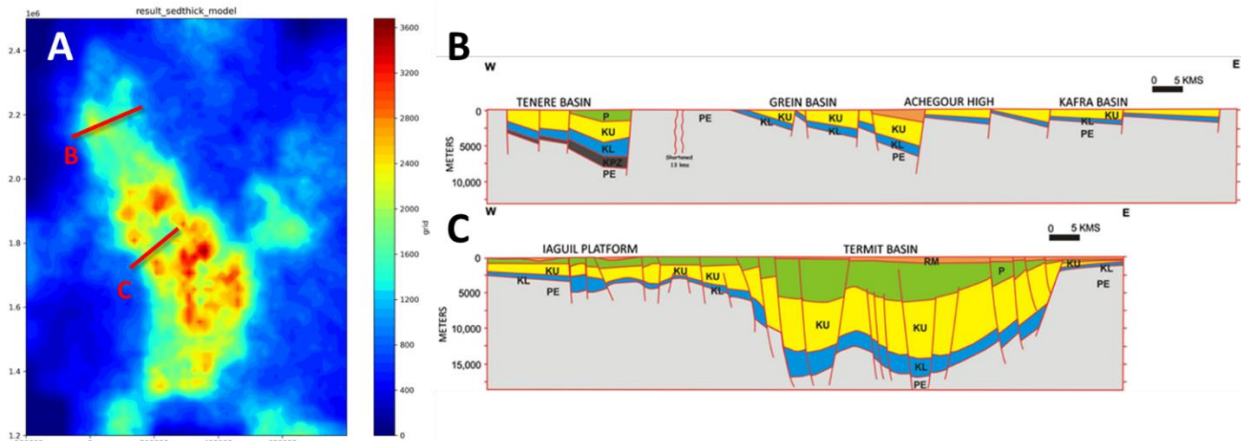 result_sedthick_model
1e6
A
2.4
2.2
2.0
1.8
1.6
1.4
1.2
B
C
0
3600
3200
2800
2400
2000
1600
1200
800
400
0
grid
B
W
E
0 5 KMS
TENERE BASIN
GREIN BASIN
ACHEGOUR HIGH
KAFRA BASIN
METERS
0
5000
10,000
P
KU
KL
KPZ
PE
Shortened
13 kms
PE
KU
KL
KU
KL
KU
KL
PE
KU
KL
PE
KU
C
W
E
0 5 KMS
IAGUIL PLATFORM
TERMIT BASIN
METERS
0
5000
10,000
15,000
KU
KL
PE
KU
KU
KL
PE
RM
P
KU
KU
KL
PE
KU
KL
PE